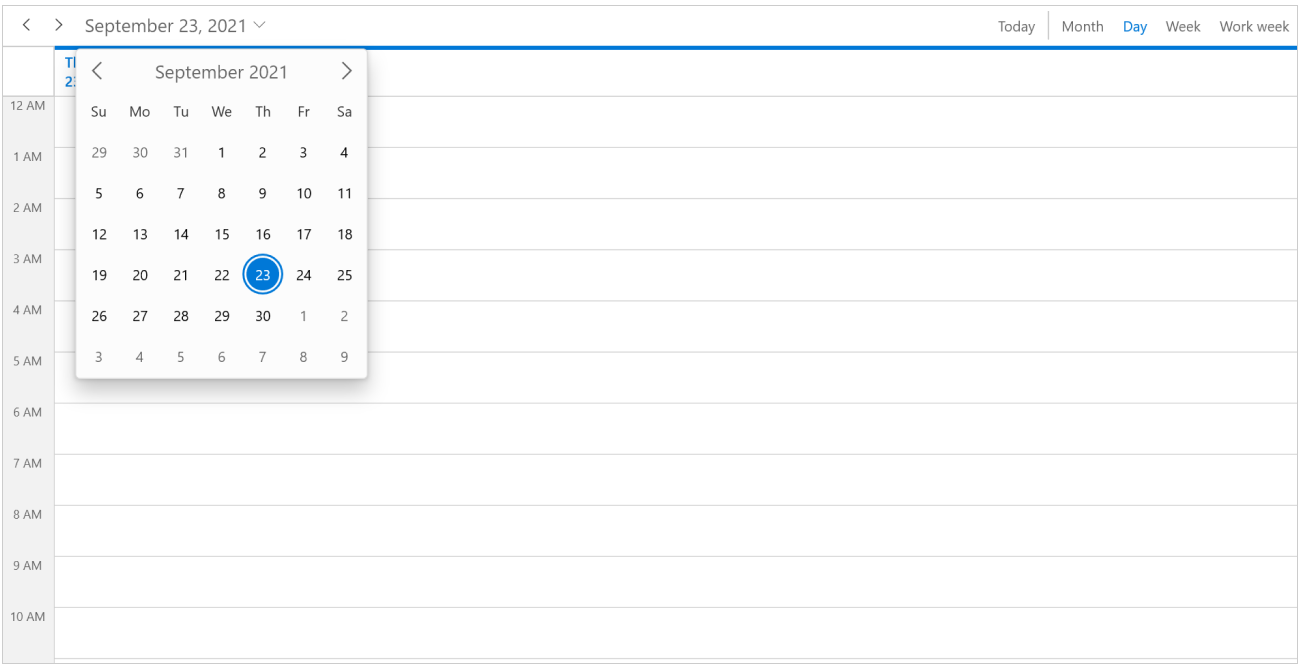 September 23, 2021
Today Month Day Week Work week
September 2021
Su Mo Tu We Th Fr Sa
29 30 31 1 2 3 4
5 6 7 8 9 10 11
12 13 14 15 16 17 18
19 20 21 22 23 24 25
26 27 28 29 30 1 2
3 4 5 6 7 8 9
12 AM
1 AM
2 AM
3 AM
4 AM
5 AM
6 AM
7 AM
8 AM
9 AM
10 AM